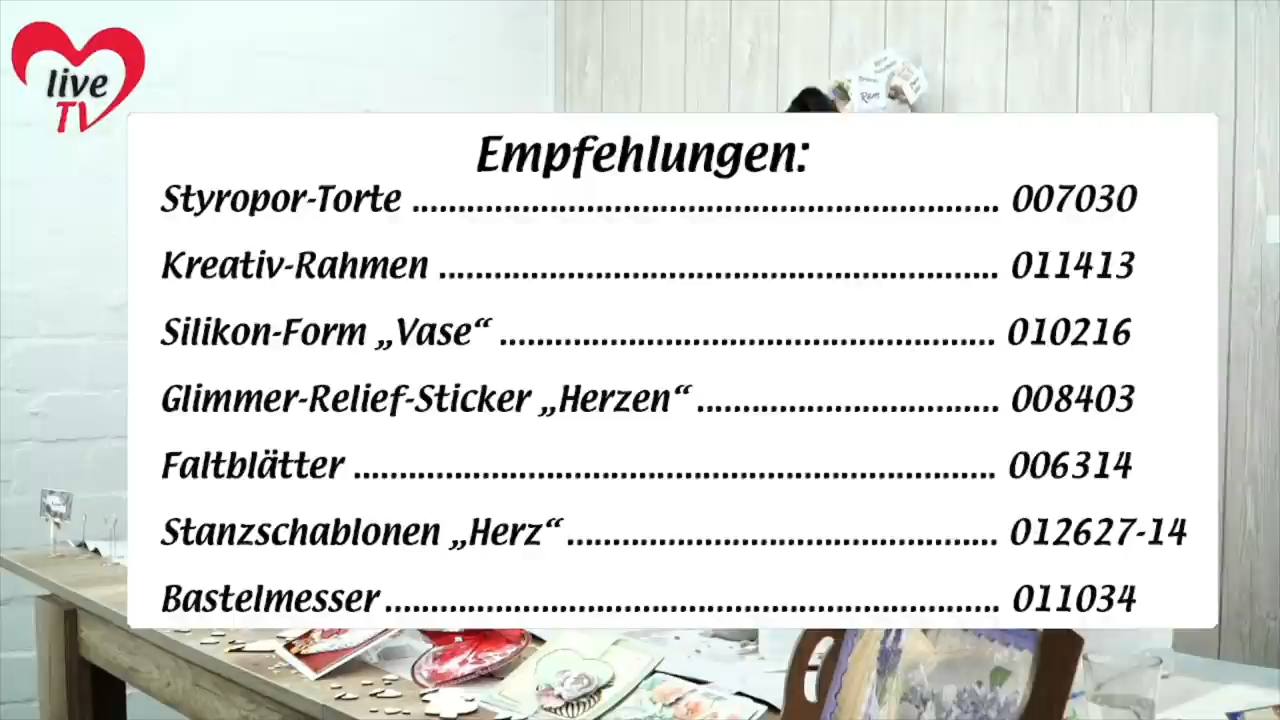 live
TV
Empfehlungen:
Styropor-Torte ................................................................ 007030
Kreativ-Rahmen ............................................................. 011413
Silikon-Form „Vase“ ...................................................... 010216
Glimmer-Relief-Sticker „Herzen“ ................................. 008403
Faltblätter ...................................................................... 006314
Stanzschablonen „Herz“ ............................................... 012627-14
Bastelmesser ................................................................... 011034